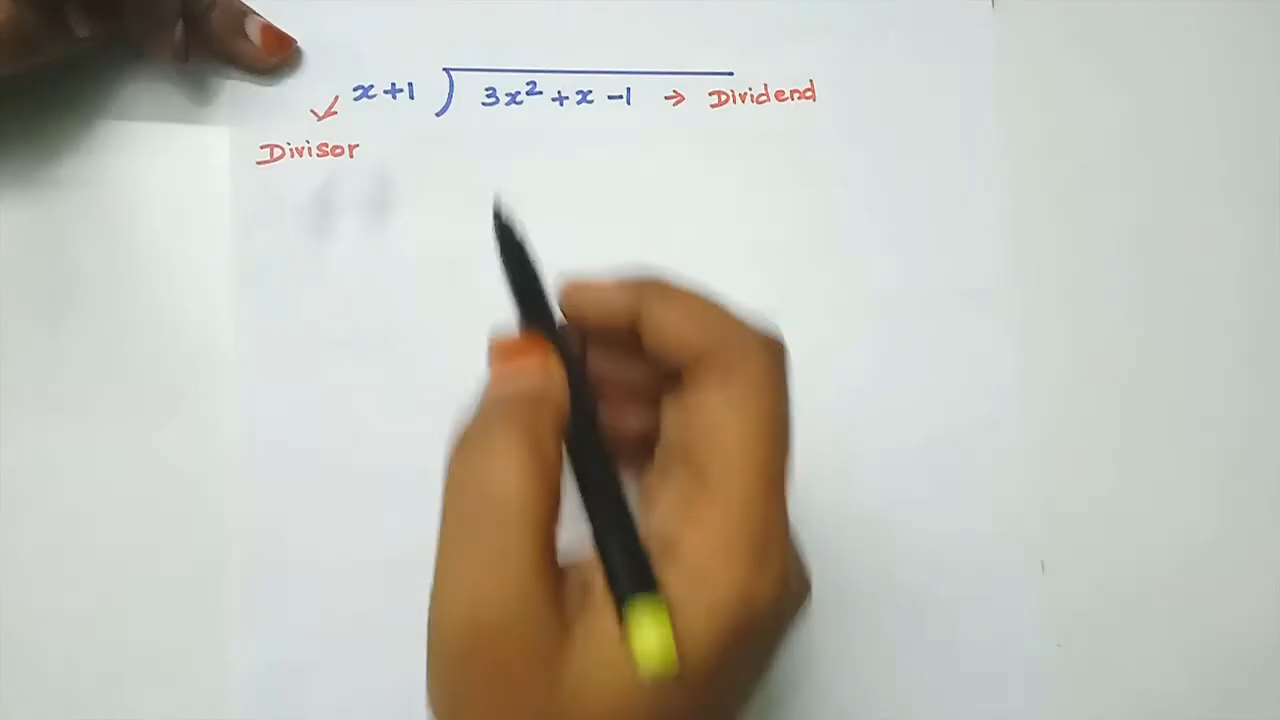 x+1 ) 3x² + x - 1 → Dividend
Divisor